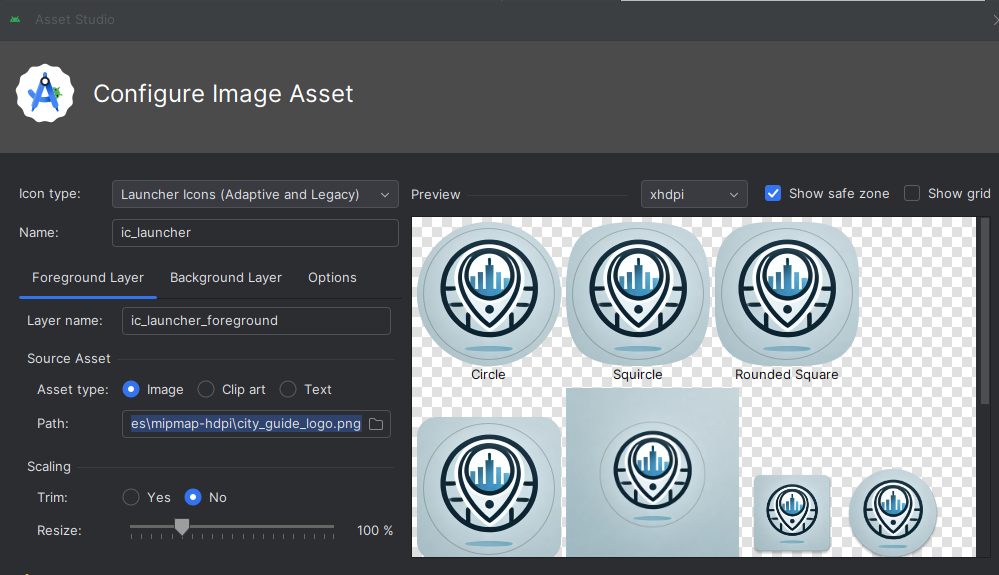 Asset Studio
Configure Image Asset
Icon type:
Launcher Icons (Adaptive and Legacy)
Preview
xhdpi
Show safe zone
Show grid
Name:
ic_launcher
Foreground Layer
Background Layer
Options
Layer name:
ic_launcher_foreground
Source Asset
Asset type:
Image
Clip art
Text
Path:
es\mipmap-hdpi\city_guide_logo.png
Scaling
Trim:
Yes
No
Resize:
100 %
Circle
Squircle
Rounded Square